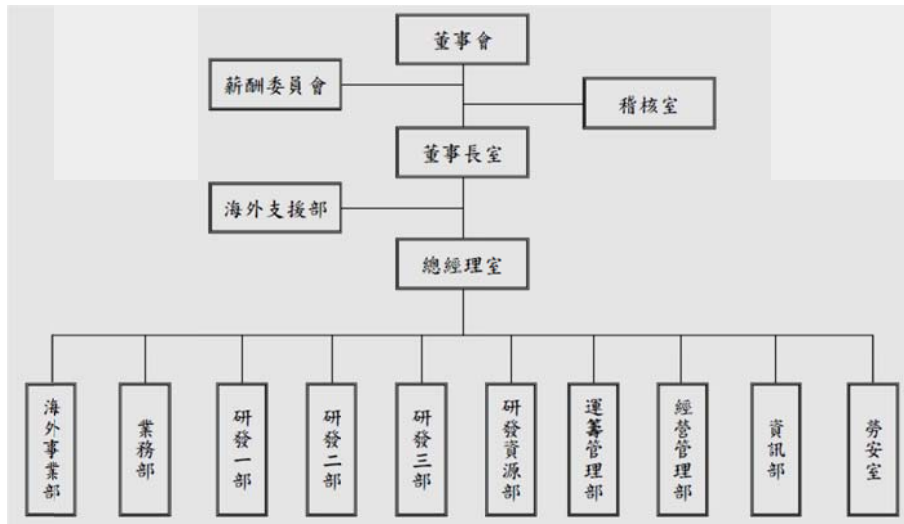 董事會
薪酬委員會
稽核室
董事長室
海外支援部
總經理室
海外事業部
業務部
研發一部
研發二部
研發三部
研發資源部
運籌管理部
經營管理部
資訊部
勞安室